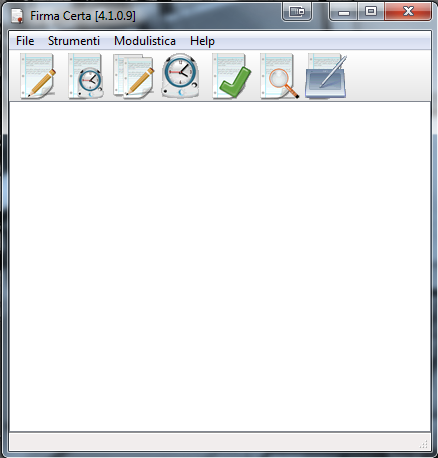 Firma Certa [4.1.0.9]
File Strumenti Modulistica Help